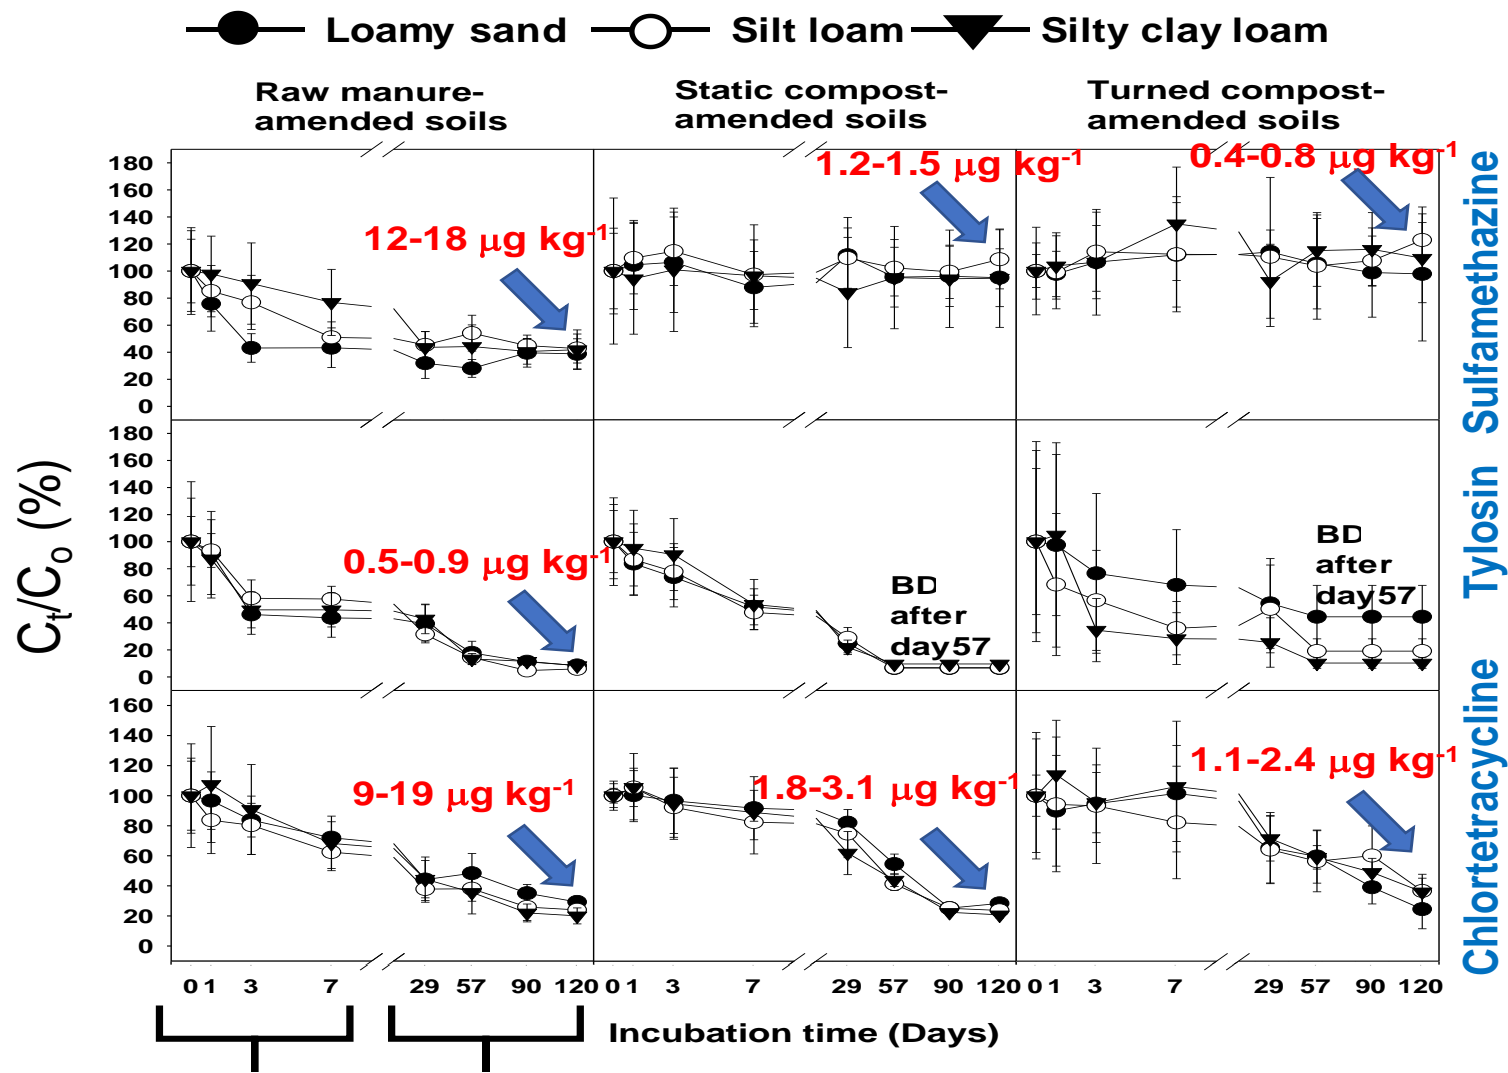 Loamy sand Silt loam Silty clay loam
Raw manure-
amended soils
Static compost-
amended soils
Turned compost-
amended soils
Ct/Co (%)
180
160
140
120
100
80
60
40
20
0
12-18 µg kg-1
1.2-1.5 µg kg-1
0.4-0.8 µg kg-1
Sulfamethazine
180
160
140
120
100
80
60
40
20
0
0.5-0.9 µg kg-1
BD
after
day57
BD
after
day57
Tylosin
160
140
120
100
80
60
40
20
0
9-19 µg kg-1
1.8-3.1 µg kg-1
1.1-2.4 µg kg-1
Chlortetracycline
0 1 3 7 29 57 90 120 0 1 3 7 29 57 90 120 0 1 3 7 29 57 90 120
Incubation time (Days)